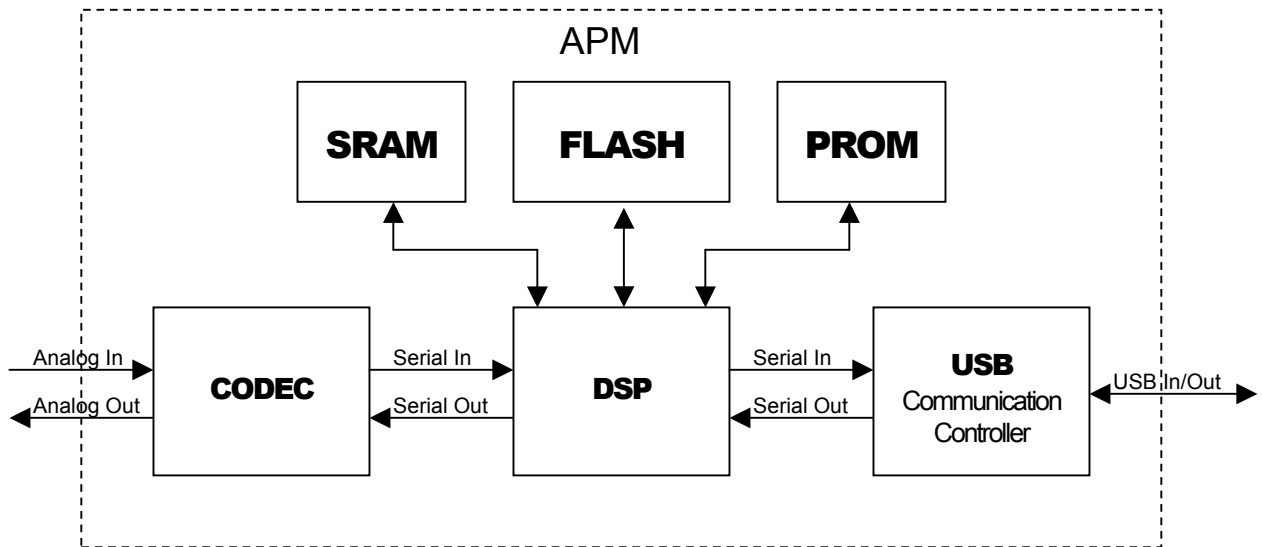 APM
SRAM
FLASH
PROM
Analog In
Analog Out
CODEC
Serial In
Serial Out
DSP
Serial In
Serial Out
USB
Communication
Controller
USB In/Out